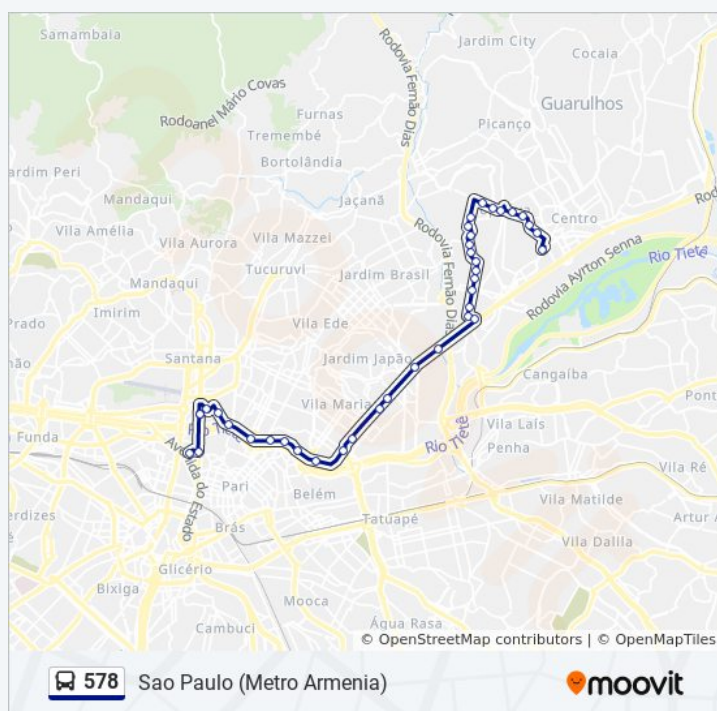 Samambaia
Jardim City
Cocaia
Rodovia Fernão Dias
Guarulhos
Rodoanel Mário Covas
Furnas
Picanço
Tremembé
Bortolândia
Jardim Peri
Mandaqui
Jaçanã
Centro
Vila Amélia
Vila Aurora
Vila Mazzei
Rodovia Fernão Dias
Rodovia Ayrton Senna
Rio Tietê
Tucuruvi
Jardim Brasil
Mandaqui
Imirim
Prado
Vila Ede
Santana
Jardim Japão
Cangaíba
Vila Maria
Funda
Avenida do Estado
Vila Laís
Rio Tietê
Penha
Pari
Belém
Vila Ré
Brás
Vila Matilde
Tatuapé
Glicério
Vila Dalila
Artur A
Bixiga
Mooca
Cambuci
Água Rasa
© OpenStreetMap contributors | © OpenMapTiles
578 Sao Paulo (Metro Armenia)
moovit